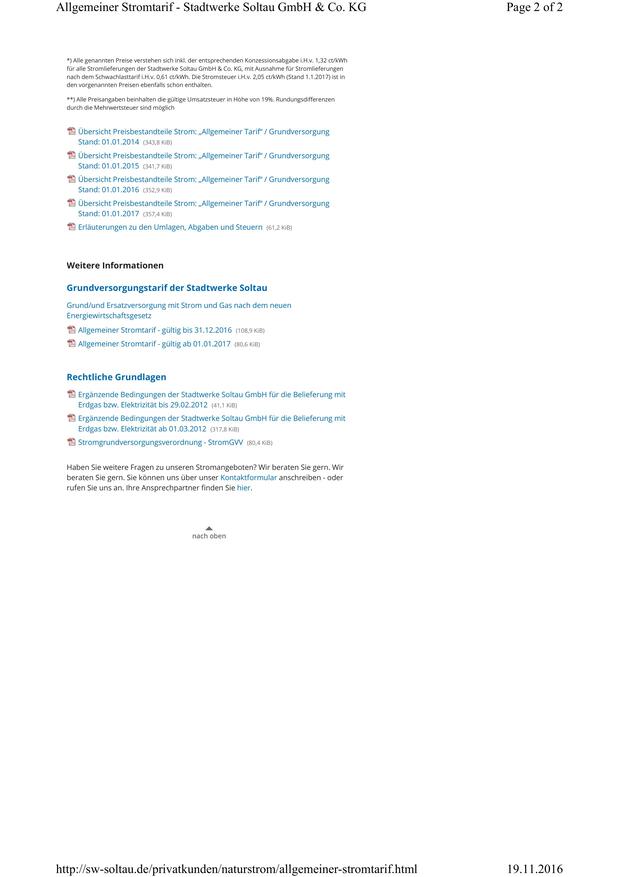 Allgemeiner Stromtarif - Stadtwerke Soltau GmbH & Co. KG Page 2 of 2
*) Alle genannten Preise verstehen sich inkl. der entsprechenden Konzessionsabgabe i.H.v. 1,32 ct/kWh
für alle Stromlieferungen der Stadtwerke Soltau GmbH & Co. KG, mit Ausnahme für Stromlieferungen
nach dem Schwachlasttarif i.H.v. 0,61 ct/kWh. Die Stromsteuer i.H.v. 2,05 ct/kWh (Stand 1.1.2017) ist in
den vorgenannten Preisen ebenfalls schon enthalten.
**) Alle Preisangaben beinhalten die gültige Umsatzsteuer in Höhe von 19%. Rundungsdifferenzen
durch die Mehrwertsteuer sind möglich
Übersicht Preisbestandteile Strom: „Allgemeiner Tarif“ / Grundversorgung
Stand: 01.01.2014 (343,8 KiB)
Übersicht Preisbestandteile Strom: „Allgemeiner Tarif“ / Grundversorgung
Stand: 01.01.2015 (341,7 KiB)
Übersicht Preisbestandteile Strom: „Allgemeiner Tarif“ / Grundversorgung
Stand: 01.01.2016 (352,9 KiB)
Übersicht Preisbestandteile Strom: „Allgemeiner Tarif“ / Grundversorgung
Stand: 01.01.2017 (357,4 KiB)
Erläuterungen zu den Umlagen, Abgaben und Steuern (61,2 KiB)
Weitere Informationen
Grundversorgungstarif der Stadtwerke Soltau
Grund/und Ersatzversorgung mit Strom und Gas nach dem neuen
Energiewirtschaftsgesetz
Allgemeiner Stromtarif - gültig bis 31.12.2016 (108,9 KiB)
Allgemeiner Stromtarif - gültig ab 01.01.2017 (80,6 KiB)
Rechtliche Grundlagen
Ergänzende Bedingungen der Stadtwerke Soltau GmbH für die Belieferung mit
Erdgas bzw. Elektrizität bis 29.02.2012 (41,1 KiB)
Ergänzende Bedingungen der Stadtwerke Soltau GmbH für die Belieferung mit
Erdgas bzw. Elektrizität ab 01.03.2012 (317,8 KiB)
Stromgrundversorgungsverordnung - StromGVV (80,4 KiB)
Haben Sie weitere Fragen zu unseren Stromangeboten? Wir beraten Sie gern. Wir
beraten Sie gern. Sie können uns über unser Kontaktformular anschreiben - oder
rufen Sie uns an. Ihre Ansprechpartner finden Sie hier.
nach oben
http://sw-soltau.de/privatkunden/naturstrom/allgemeiner-stromtarif.html 19.11.2016